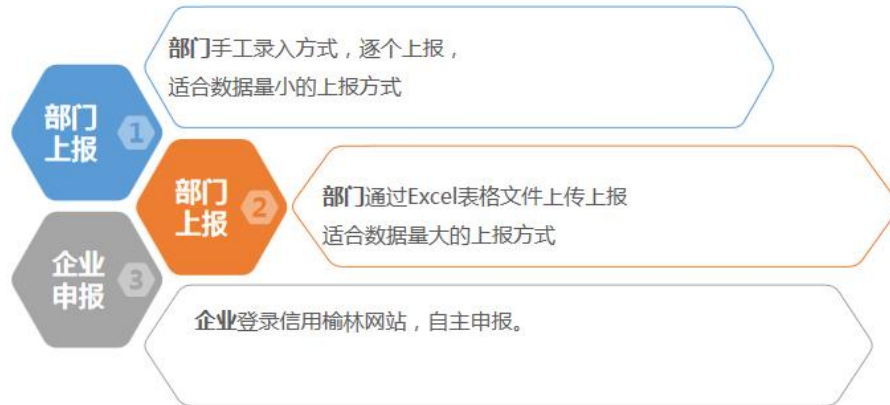 部门
上报
1
部门手工录入方式，逐个上报，
适合数据量小的上报方式
部门
上报
2
部门通过Excel表格文件上传上报
适合数据量大的上报方式
企业
申报
3
企业登录信用榆林网站，自主申报。